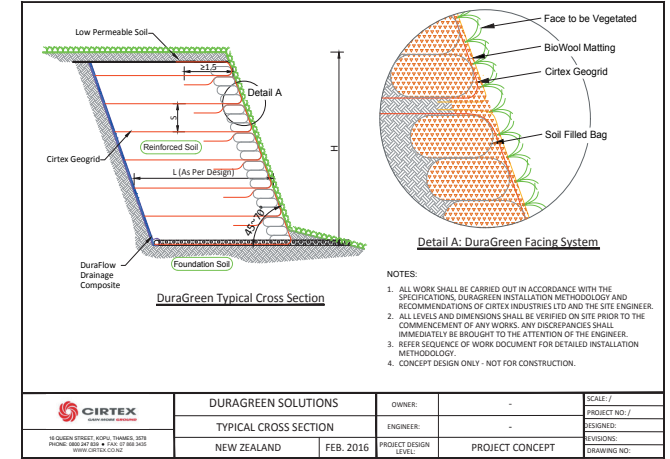 Low Permeable Soil
≥1,5
Detail A
S
H
Reinforced Soil
Cirtex Geogrid
L (As Per Design)
45~70°
DuraFlow
Drainage
Composite
Foundation Soil
DuraGreen Typical Cross Section
Face to be Vegetated
BioWool Matting
Cirtex Geogrid
Soil Filled Bag
Detail A: DuraGreen Facing System
NOTES:
1. ALL WORK SHALL BE CARRIED OUT IN ACCORDANCE WITH THE
SPECIFICATIONS, DURAGREEN INSTALLATION METHODOLOGY AND
RECOMMENDATIONS OF CIRTEX INDUSTRIES LTD AND THE SITE ENGINEER.
2. ALL LEVELS AND DIMENSIONS SHALL BE VERIFIED ON SITE PRIOR TO THE
COMMENCEMENT OF ANY WORKS. ANY DISCREPANCIES SHALL
IMMEDIATELY BE BROUGHT TO THE ATTENTION OF THE ENGINEER.
3. REFER SEQUENCE OF WORK DOCUMENT FOR DETAILED INSTALLATION
METHODOLOGY.
4. CONCEPT DESIGN ONLY - NOT FOR CONSTRUCTION.
CIRTEX
16 QUEEN STREET, KOPU, THAMES, 3578
PHONE: 0800 247 839 ● FAX: 07 868 3435
WWW.CIRTEX.CO.NZ
DURAGREEN SOLUTIONS
TYPICAL CROSS SECTION
NEW ZEALAND FEB. 2016
OWNER: -
ENGINEER: -
PROJECT DESIGN
LEVEL:
PROJECT CONCEPT
SCALE: /
PROJECT NO: /
DESIGNED:
REVISIONS:
DRAWING NO: